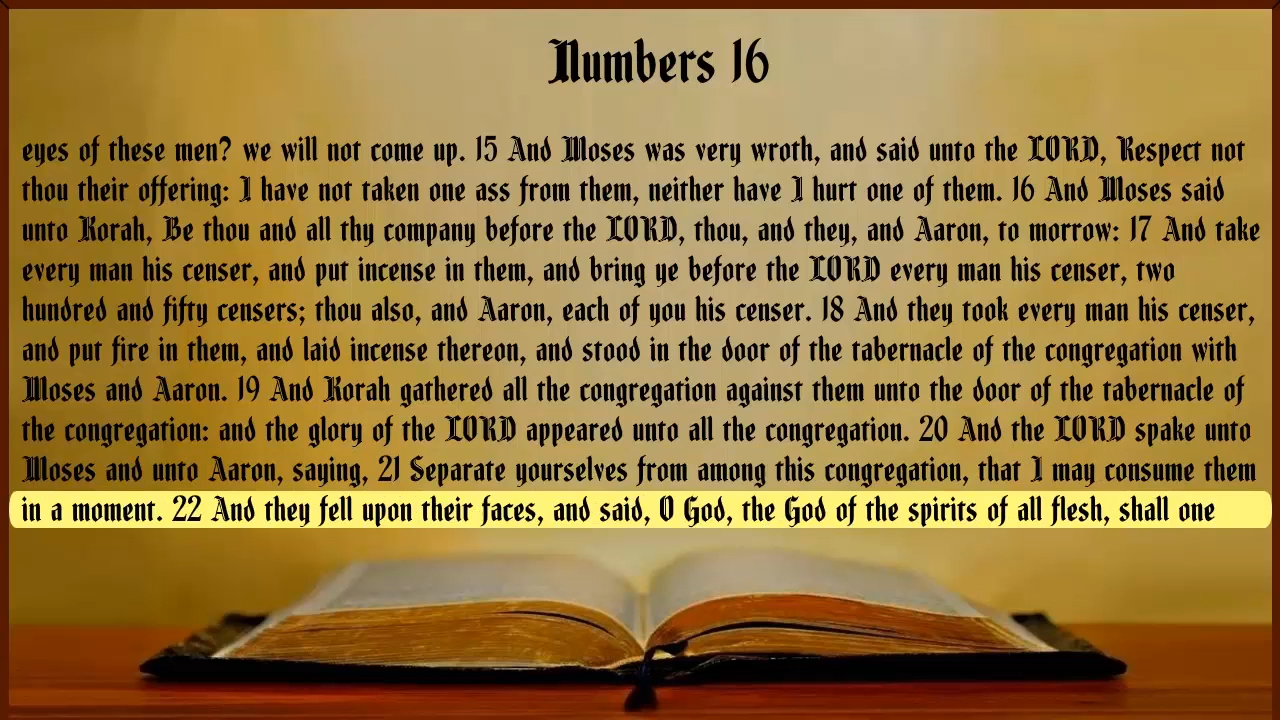 Numbers 16
eyes of these men? we will not come up. 15 And Moses was very wroth, and said unto the LORD, Respect not
thou their offering: I have not taken one ass from them, neither have I hurt one of them. 16 And Moses said
unto Korah, Be thou and all thy company before the LORD, thou, and they, and Aaron, to morrow: 17 And take
every man his censer, and put incense in them, and bring ye before the LORD every man his censer, two
hundred and fifty censers; thou also, and Aaron, each of you his censer. 18 And they took every man his censer,
and put fire in them, and laid incense thereon, and stood in the door of the tabernacle of the congregation with
Moses and Aaron. 19 And Korah gathered all the congregation against them unto the door of the tabernacle of
the congregation: and the glory of the LORD appeared unto all the congregation. 20 And the LORD spake unto
Moses and unto Aaron, saying, 21 Separate yourselves from among this congregation, that I may consume them
in a moment. 22 And they fell upon their faces, and said, O God, the God of the spirits of all flesh, shall one